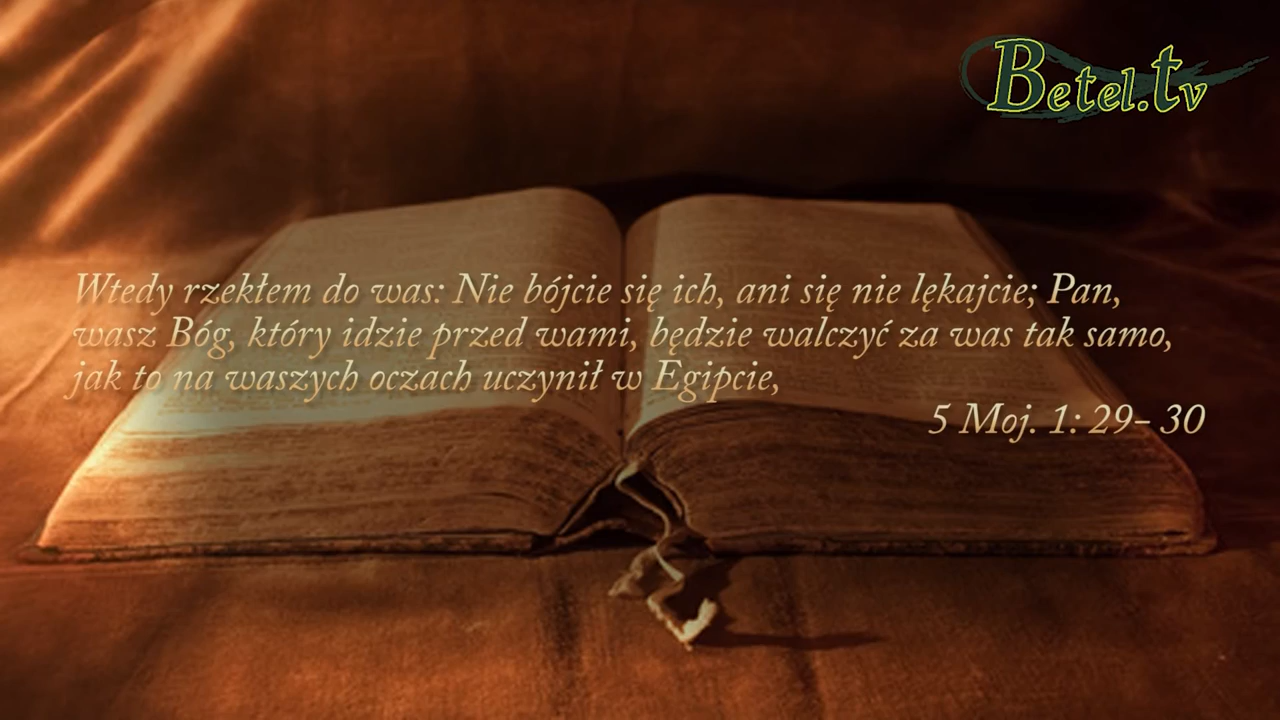 Betel.tv
Wtedy rzekłem do was: Nie bójcie się ich, ani się nie lękajcie; Pan,
wasz Bóg, który idzie przed wami, będzie walczyć za was tak samo,
jak to na waszych oczach uczynił w Egipcie,
5 Moj. 1: 29- 30